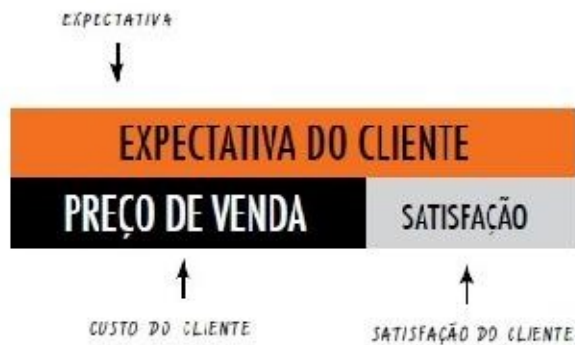 EXPECTATIVA
EXPECTATIVA DO CLIENTE
PREÇO DE VENDA
SATISFAÇÃO
CUSTO DO CLIENTE
SATISFAÇÃO DO CLIENTE